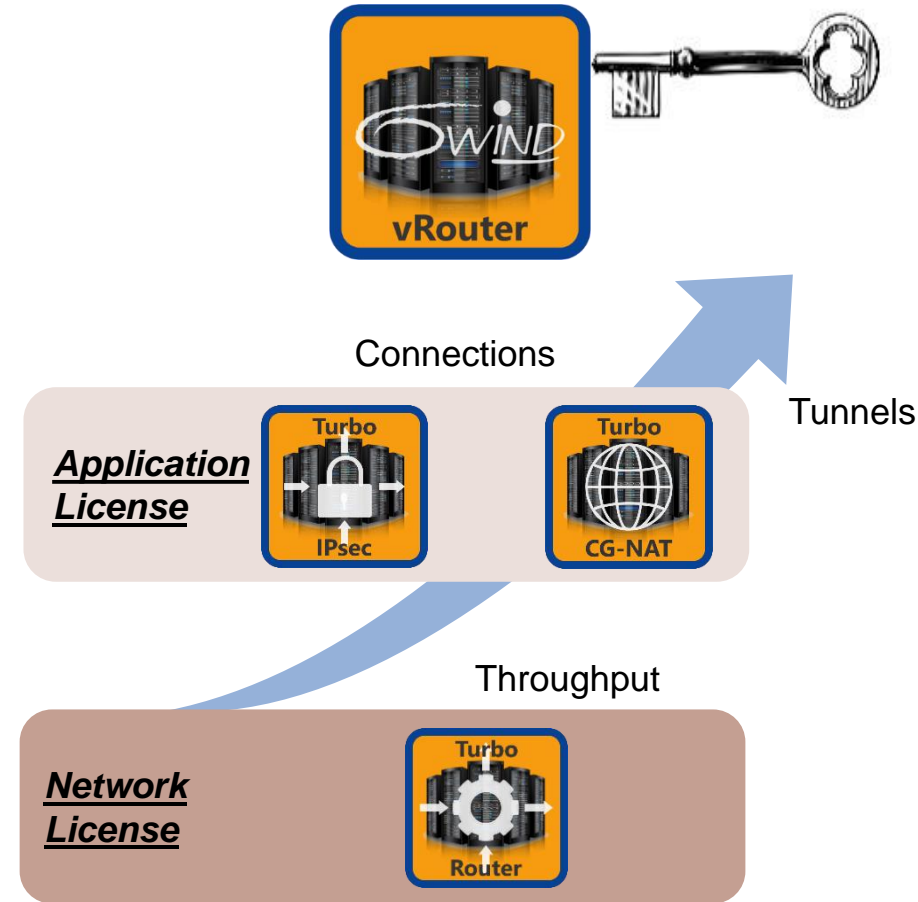 6WIND
vRouter
Connections
Tunnels
Application
License
Turbo
IPsec
Turbo
CG-NAT
Throughput
Network
License
Turbo
Router